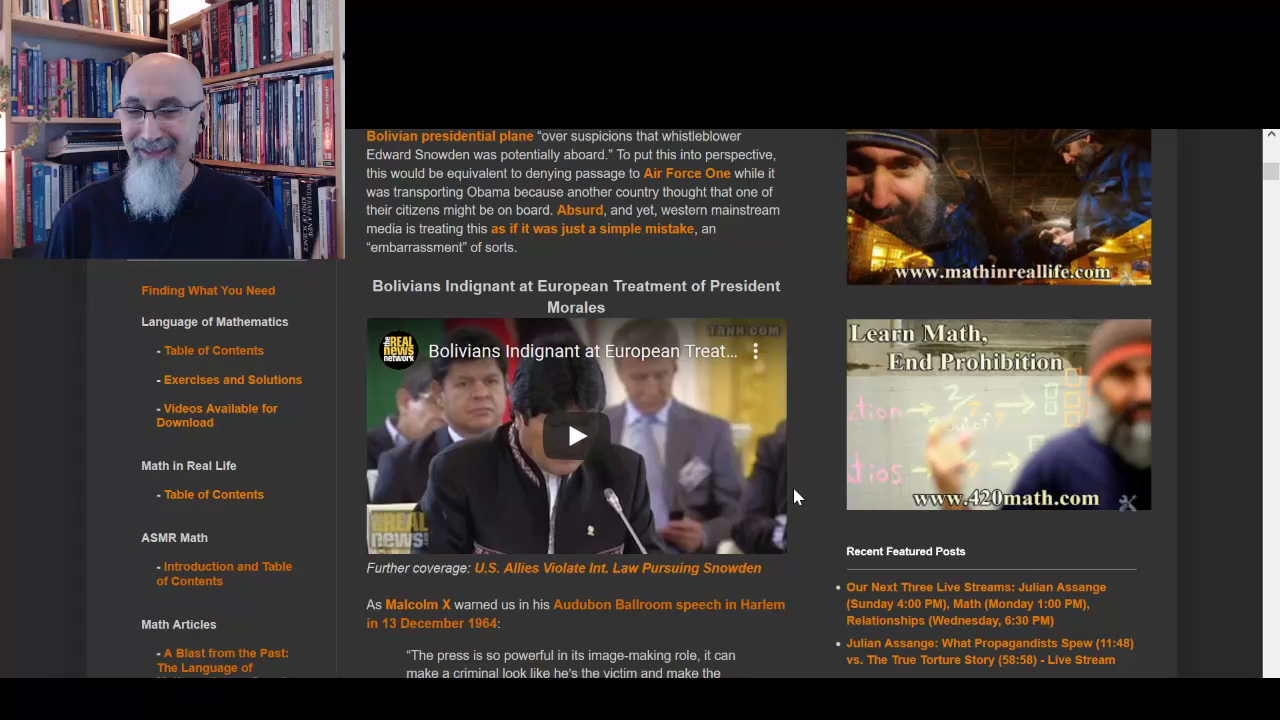 Bolivian presidential plane “over suspicions that whistleblower
Edward Snowden was potentially aboard.” To put this into perspective,
this would be equivalent to denying passage to Air Force One while it
was transporting Obama because another country thought that one of
their citizens might be on board. Absurd, and yet, western mainstream
media is treating this as if it was just a simple mistake, an
“embarrassment” of sorts.
Bolivians Indignant at European Treatment of President
Morales
TRNN.COM
THE REAL
news
NETWORK
Bolivians Indignant at European Treat...
THE REAL
news
Further coverage: U.S. Allies Violate Int. Law Pursuing Snowden
As Malcolm X warned us in his Audubon Ballroom speech in Harlem
in 13 December 1964:
“The press is so powerful in its image-making role, it can
make a criminal look like he's the victim and make the
Finding What You Need
Language of Mathematics
- Table of Contents
- Exercises and Solutions
- Videos Available for
Download
Math in Real Life
- Table of Contents
ASMR Math
- Introduction and Table
of Contents
Math Articles
- A Blast from the Past:
The Language of
www.mathinreallife.com
Learn Math,
End Prohibition
www.420math.com
Recent Featured Posts
Our Next Three Live Streams: Julian Assange
(Sunday 4:00 PM), Math (Monday 1:00 PM),
Relationships (Wednesday, 6:30 PM)
Julian Assange: What Propagandists Spew (11:48)
vs. The True Torture Story (58:58) - Live Stream